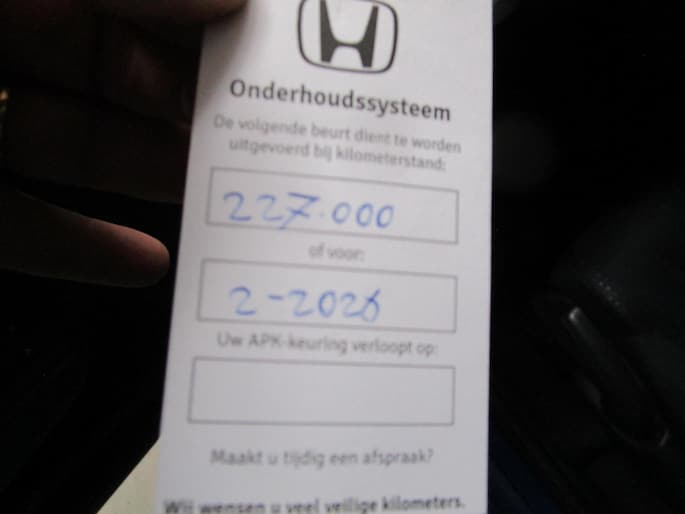 Onderhoudssysteem
De volgende beurt dient te worden
uitgevoerd bij kilometerstand:
227.000
of voor:
2-2026
Uw APK-keuring verloopt op:
Maakt u tijdig een afspraak?
Wij wensen u veel veilige kilometers.